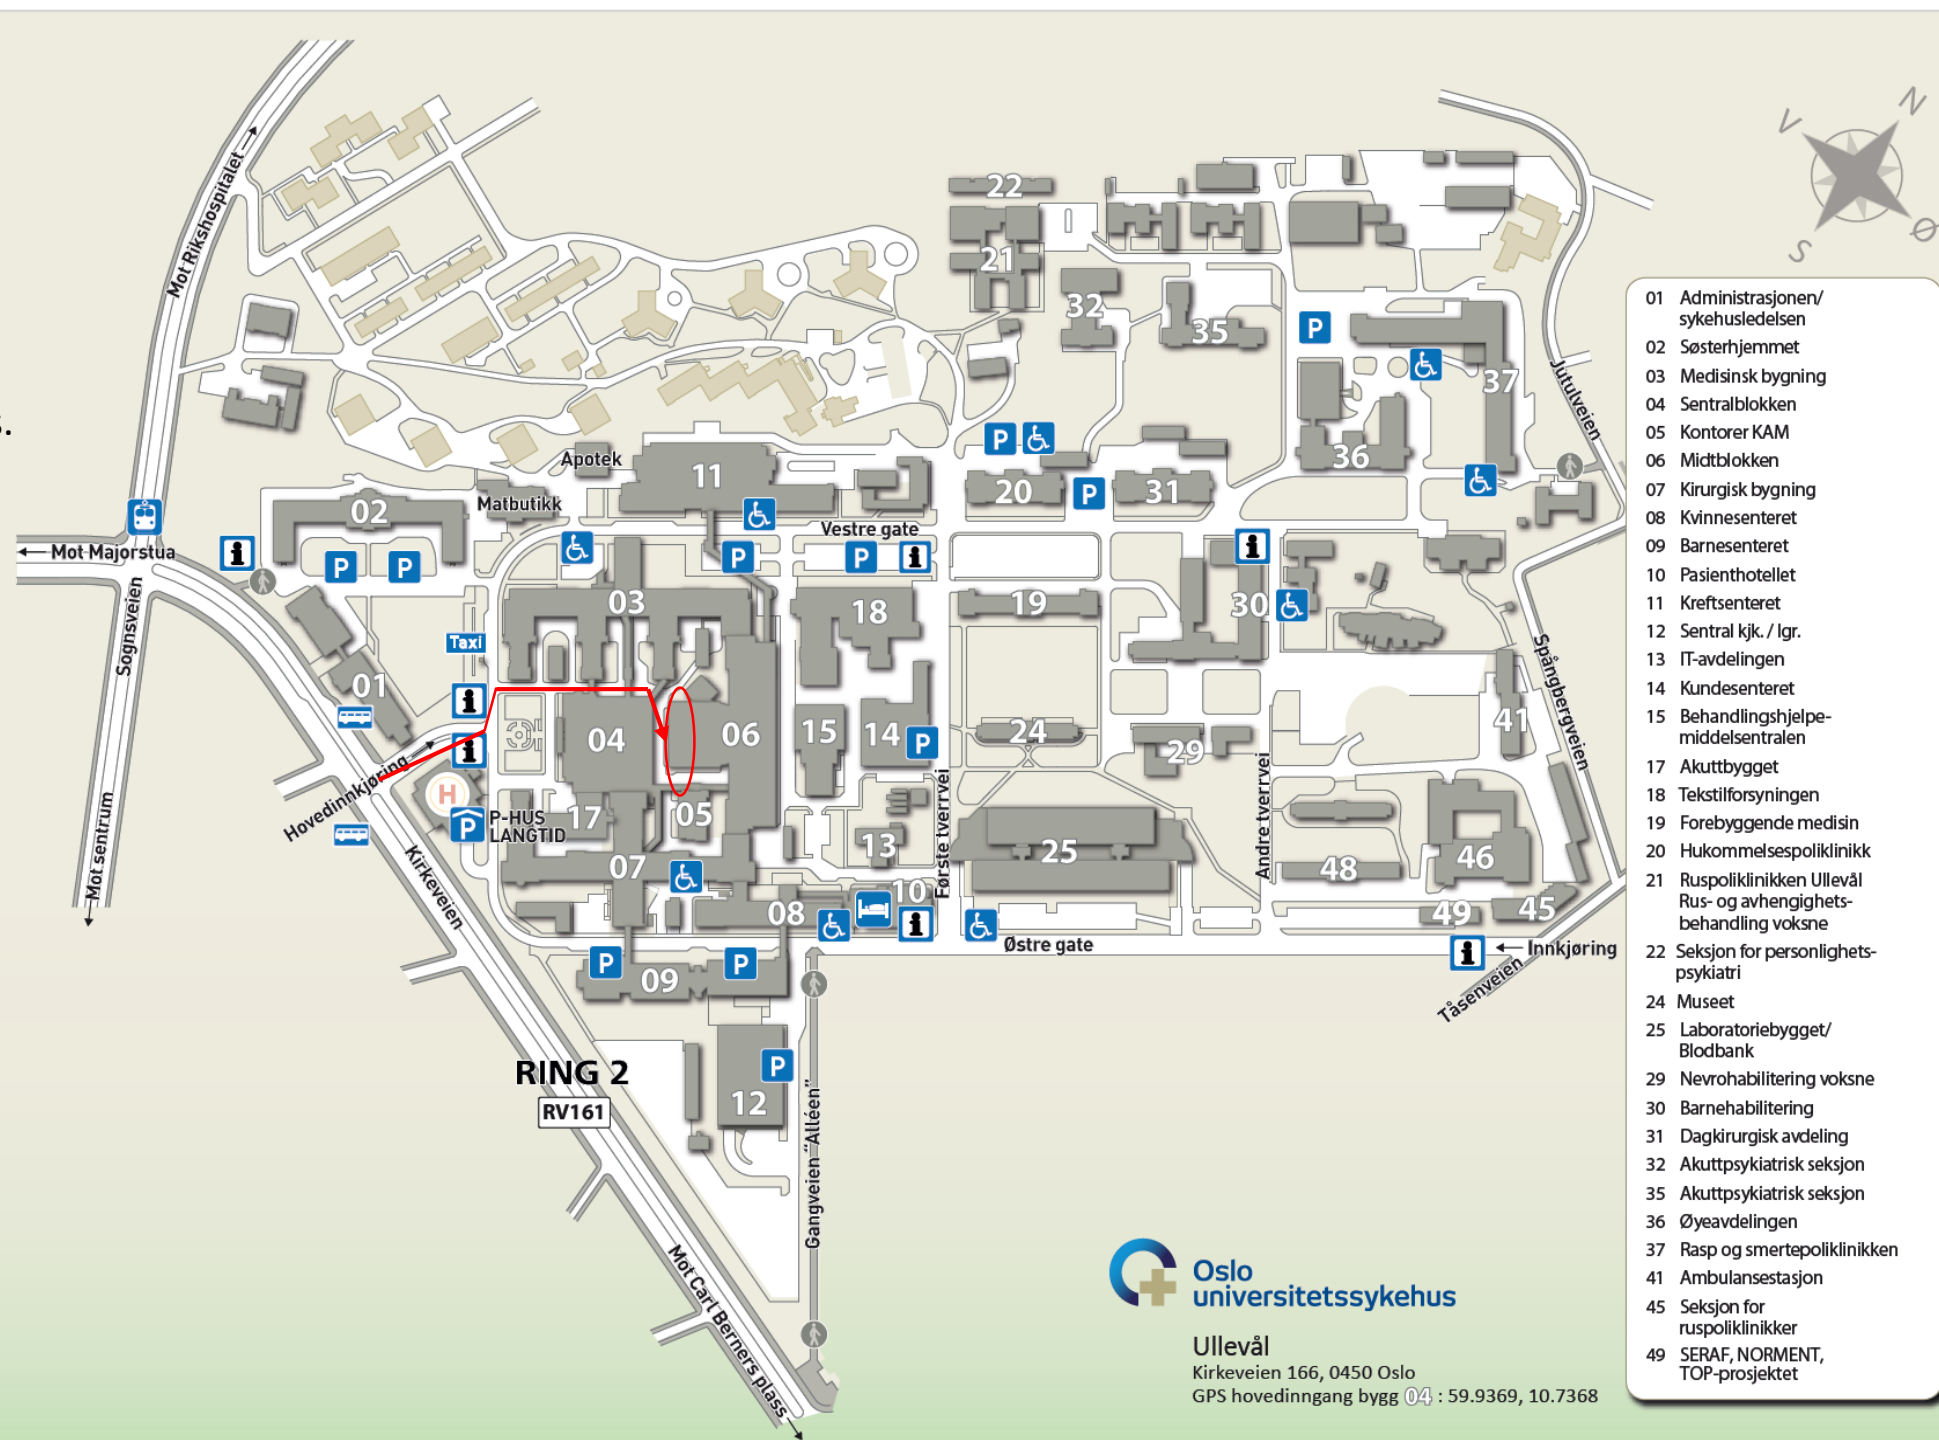 s.
Mot Rikshospitalet
V
N
S
Ø
22
21
32
35
37
36
Jutulveien
Apotek
11
Matbutikk
20
31
02
Vestre gate
Mot Majorstua
Sognsveien
Mot sentrum
Taxi
01
Hovedinnkjøring
H
P-HUS
LANGTID
Kirkeveien
03
18
19
30
04
06
15
14
24
29
41
Spångbergveien
17
05
13
25
48
46
07
10
08
49
45
Første tverrvei
Andre tverrvei
Østre gate
Innkjøring
Tåsenveien
09
12
RING 2
RV161
Gangveien "Alléen"
Mot Carl Berners plass
01 Administrasjonen/
sykehusledelsen
02 Søsterhjemmet
03 Medisinsk bygning
04 Sentralblokken
05 Kontorer KAM
06 Midtblokken
07 Kirurgisk bygning
08 Kvinnesenteret
09 Barnesenteret
10 Pasienthotellet
11 Kreftsenteret
12 Sentral kjk. / lgr.
13 IT-avdelingen
14 Kundesenteret
15 Behandlingshjelpe-
middelsentralen
17 Akuttbygget
18 Tekstilforsyningen
19 Forebyggende medisin
20 Hukommelsespoliklinikk
21 Ruspoliklinikken Ullevål
Rus- og avhengighets-
behandling voksne
22 Seksjon for personlighets-
psykiatri
24 Museet
25 Laboratoriebygget/
Blodbank
29 Nevrohabilitering voksne
30 Barnehabilitering
31 Dagkirurgisk avdeling
32 Akuttpsykiatrisk seksjon
35 Akuttpsykiatrisk seksjon
36 Øyeavdelingen
37 Rasp og smertepoliklinikken
41 Ambulansestasjon
45 Seksjon for
ruspoliklinikker
49 SERAF, NORMENT,
TOP-prosjektet
Oslo
universitetssykehus
Ullevål
Kirkeveien 166, 0450 Oslo
GPS hovedinngang bygg 04 : 59.9369, 10.7368